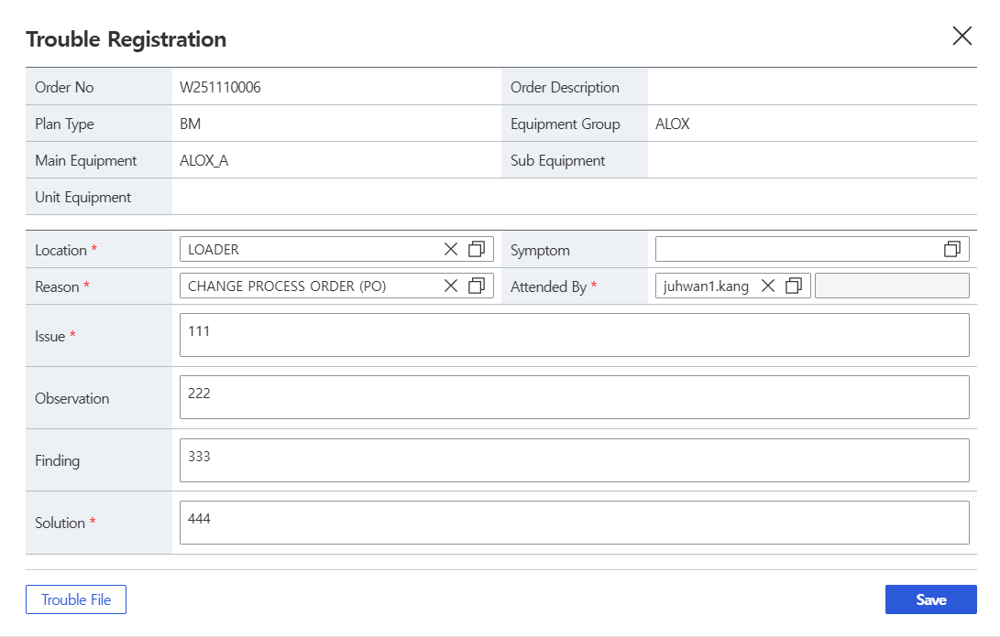 Trouble Registration
Order No W251110006 Order Description
Plan Type BM Equipment Group ALOX
Main Equipment ALOX_A Sub Equipment
Unit Equipment
Location * LOADER Symptom
Reason * CHANGE PROCESS ORDER (PO) Attended By * juhwan1.kang
Issue * 111
Observation 222
Finding 333
Solution * 444
Trouble File Save